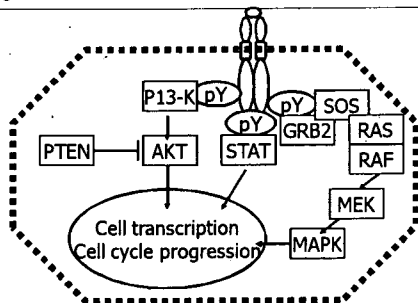 P13-K
pY
pY
SOS
pY
GRB2
RAS
PTEN
AKT
STAT
RAF
MEK
Cell transcription
Cell cycle progression
MAPK